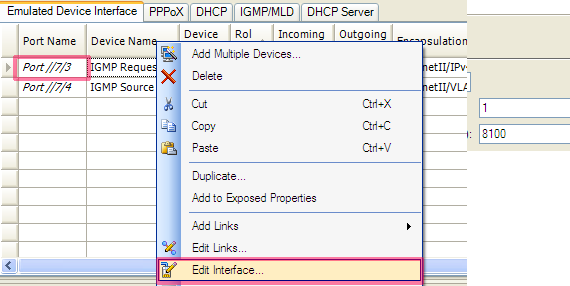 Emulated Device Interface PPPoX DHCP IGMP/MLD DHCP Server
Port Name Device Name Device Rol Incoming Outgoing Encapsulation
Port //7/3 IGMP Reques netII/IPv
Port //7/4 IGMP Source netII/VLA
Add Multiple Devices...
Delete
Cut Ctrl+X
Copy Ctrl+C
Paste Ctrl+V
Duplicate...
Add to Exposed Properties
Add Links
Edit Links...
Edit Interface...
1
): 8100